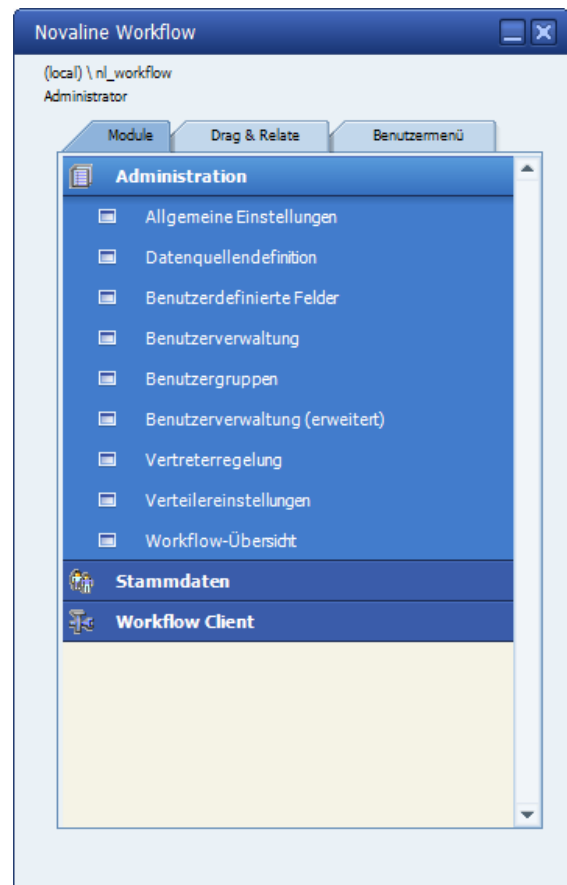 Novaline Workflow
(local) \ nl_workflow
Administrator
Module Drag & Relate Benutzermenü
Administration
Allgemeine Einstellungen
Datenquellendefinition
Benutzerdefinierte Felder
Benutzerverwaltung
Benutzergruppen
Benutzerverwaltung (erweitert)
Vertreterregelung
Verteilereinstellungen
Workflow-Übersicht
Stammdaten
Workflow Client